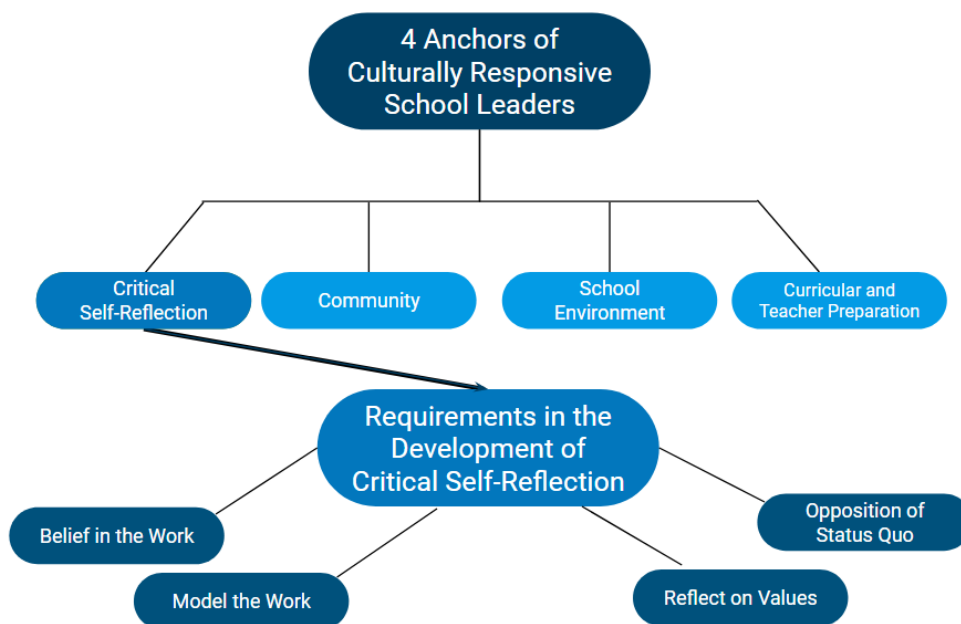 4 Anchors of
Culturally Responsive
School Leaders
Critical
Self-Reflection
Community
School
Environment
Curricular and
Teacher Preparation
Requirements in the
Development of
Critical Self-Reflection
Belief in the Work
Model the Work
Reflect on Values
Opposition of
Status Quo